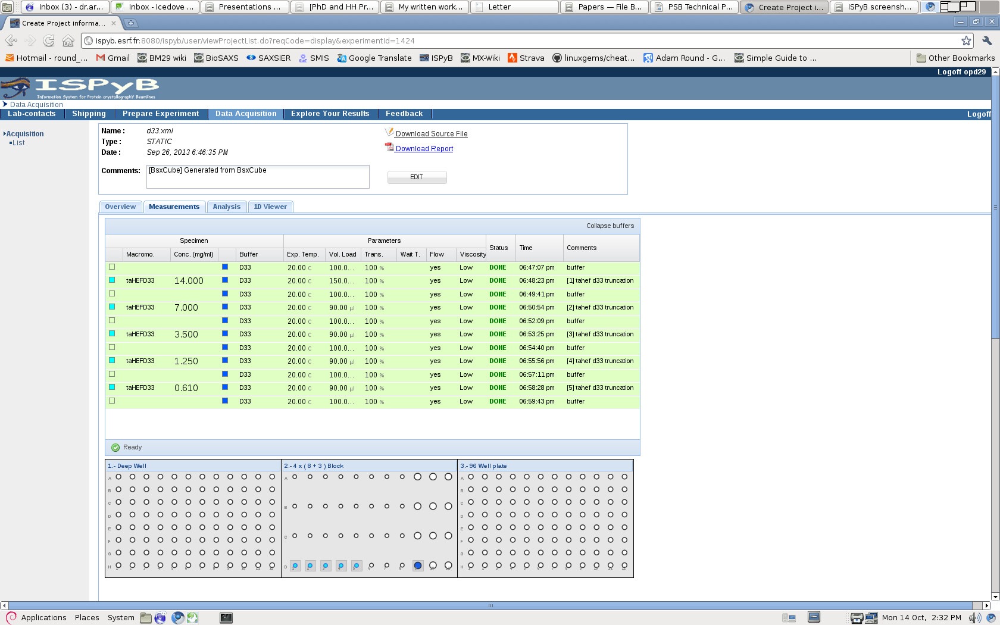 Inbox (3) - dr.ar... Inbox - Icedove ... Presentations ... [PhD and HH Pr... My written work... Letter Papers — File B... PSB Technical P... Create Project i... ISPyB screensh...
Create Project informa...
ispyb.esrf.fr:8080/ispyb/user/viewProjectList.do?reqCode=display&experimentId=1424
Hotmail - round_... Gmail BM29 wiki BioSAXS SAXSIER SMIS Google Translate ISPyB MX-Wiki Strava linuxgems/cheat... Adam Round - G... Simple Guide to ... Other Bookmarks
Logoff opd29
ISPyB
Information System for Protein crystallographY Beamlines
Data Acquisition
Lab-contacts Shipping Prepare Experiment Data Acquisition Explore Your Results Feedback Logoff
Acquisition
List
Name : d33.xml
Type : STATIC
Date : Sep 26, 2013 6:46:35 PM
Comments: [BsxCube] Generated from BsxCube
Download Source File
Download Report
EDIT
Overview Measurements Analysis 1D Viewer
Collapse buffers
Specimen Parameters Status Time Comments
Macromo. Conc. (mg/ml) Buffer Exp. Temp. Vol. Load Trans. Wait T. Flow Viscosity
D33 20.00 C 100.0... 100 % yes Low DONE 06:47:07 pm buffer
taHEFD33 14.000 D33 20.00 C 150.0... 100 % yes Low DONE 06:48:23 pm [1] tahef d33 truncation
D33 20.00 C 100.0... 100 % yes Low DONE 06:49:41 pm buffer
taHEFD33 7.000 D33 20.00 C 90.00 µl 100 % yes Low DONE 06:50:54 pm [2] tahef d33 truncation
D33 20.00 C 100.0... 100 % yes Low DONE 06:52:09 pm buffer
taHEFD33 3.500 D33 20.00 C 90.00 µl 100 % yes Low DONE 06:53:25 pm [3] tahef d33 truncation
D33 20.00 C 100.0... 100 % yes Low DONE 06:54:40 pm buffer
taHEFD33 1.250 D33 20.00 C 90.00 µl 100 % yes Low DONE 06:55:56 pm [4] tahef d33 truncation
D33 20.00 C 100.0... 100 % yes Low DONE 06:57:11 pm buffer
taHEFD33 0.610 D33 20.00 C 90.00 µl 100 % yes Low DONE 06:58:28 pm [5] tahef d33 truncation
D33 20.00 C 100.0... 100 % yes Low DONE 06:59:43 pm buffer
Ready
1.- Deep Well 2.- 4 x ( 8 + 3 ) Block 3.- 96 Well plate
A A A
B B
C C
D D
E E
F F
G G
H D H
B
C
Applications Places System Mon 14 Oct, 2:32 PM